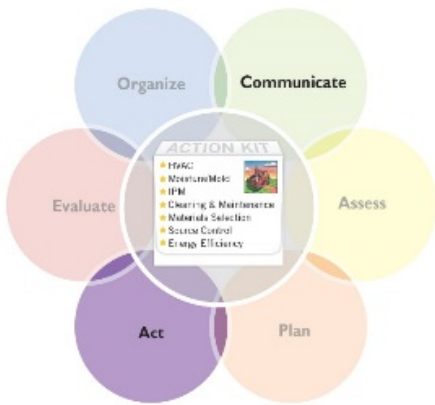 Organize
Communicate
ACTION KIT
HVAC
Moisture/Mold
IPM
Cleaning & Maintenance
Materials Selection
Source Control
Energy Efficiency
Evaluate
Assess
Act
Plan